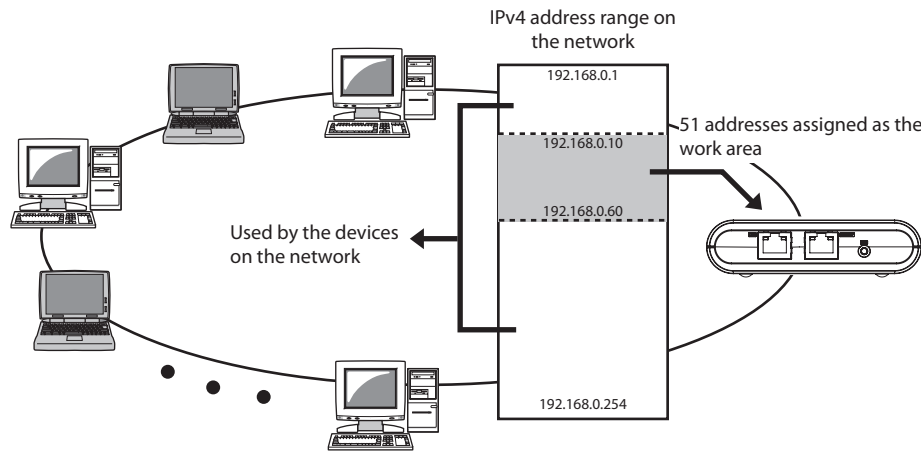 IPv4 address range on
the network
192.168.0.1
51 addresses assigned as the
work area
192.168.0.10
192.168.0.60
Used by the devices
on the network
192.168.0.254